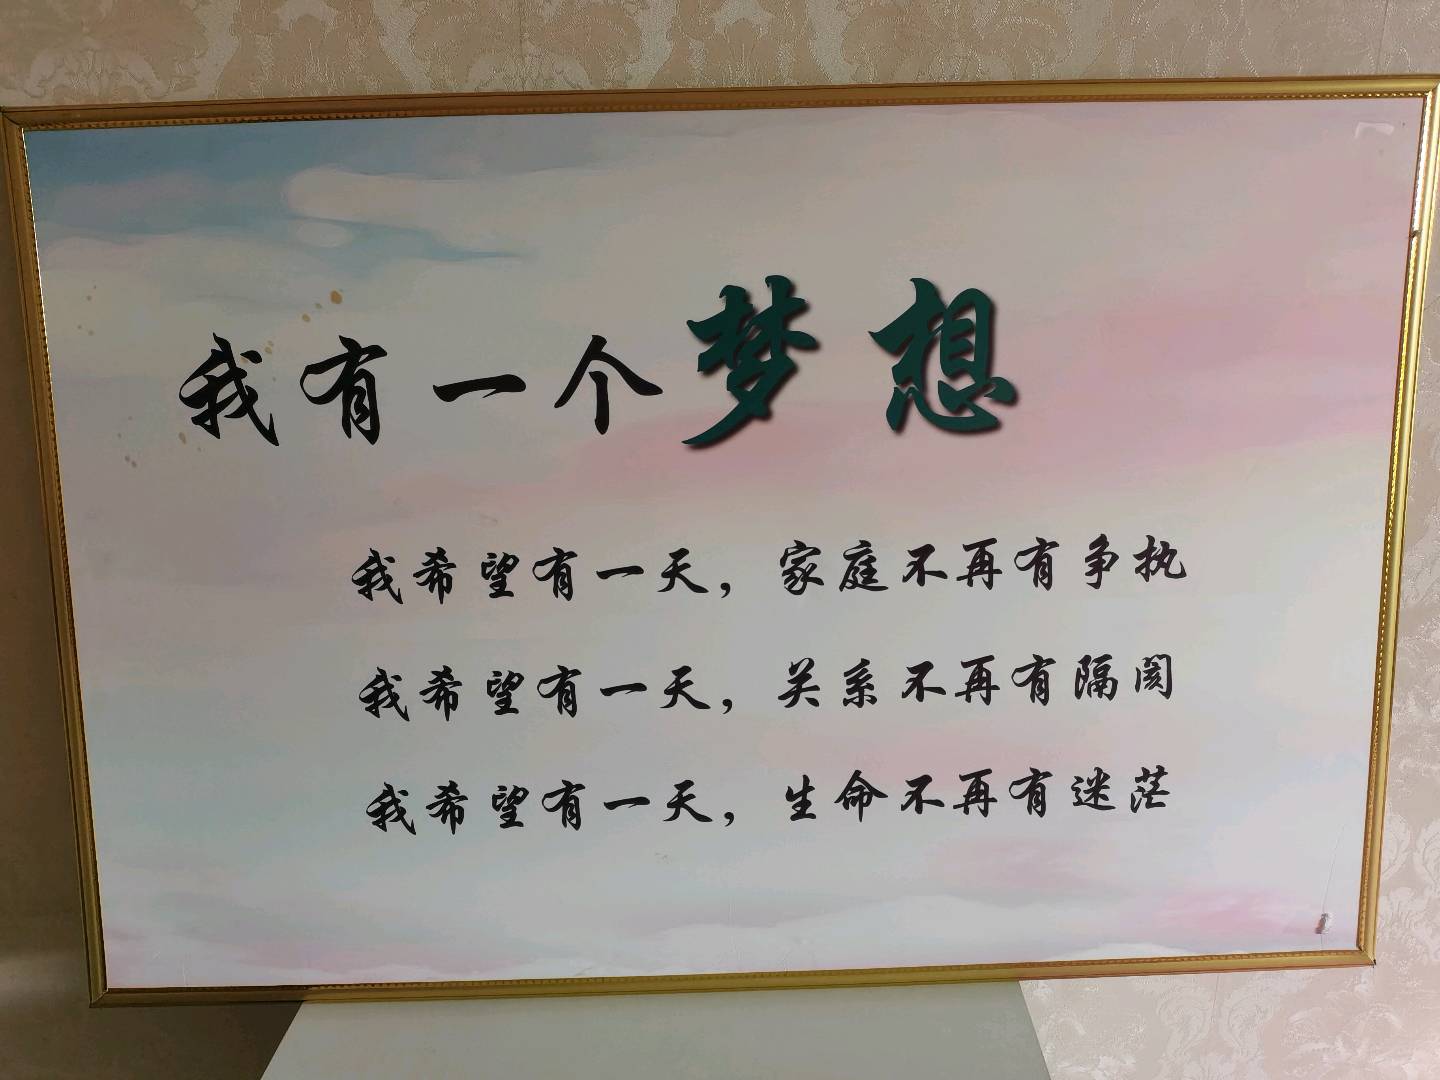 我有一个梦想
我希望有一天，家庭不再有争执
我希望有一天，关系不再有隔阂
我希望有一天，生命不再有迷茫